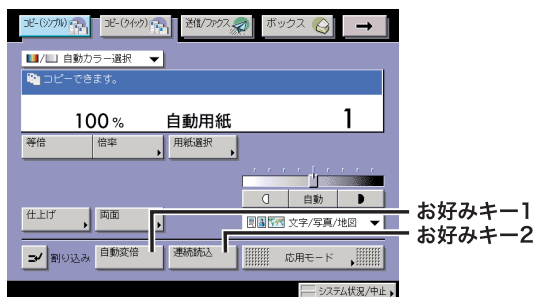 コピー(シンプル)
コピー(クイック)
送信/ファクス
ボックス
自動カラー選択
コピーできます。
100% 自動用紙 1
等倍 倍率 用紙選択
自動
仕上げ 両面 文字/写真/地図
お好みキー1
お好みキー2
割り込み 自動変倍 連続読込 応用モード
システム状況/中止